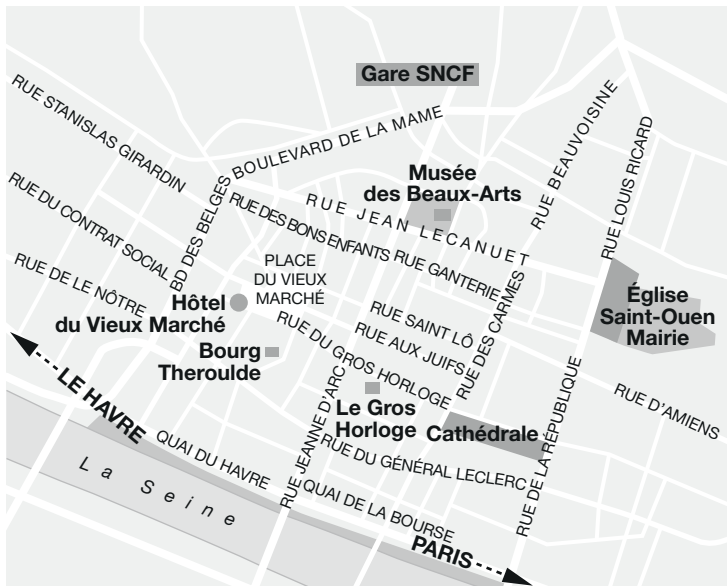 Gare SNCF
RUE STANISLAS GIRARDIN
BOULEVARD DE LA MAME
RUE BEAUVOISINE
RUE LOUIS RICARD
Musée
des Beaux-Arts
RUE DU CONTRAT SOCIAL
BD DES BELGES
RUE JEAN LECANUET
RUE DES BONS ENFANTS
RUE GANTERIE
PLACE
DU VIEUX
MARCHÉ
RUE DE LE NÔTRE
Hôtel
du Vieux Marché
RUE SAINT LÔ
RUE AUX JUIFS
RUE DES CARMES
Église
Saint-Ouen
Mairie
Bourg
Theroulde
RUE DU GROS HORLOGE
LE HAVRE
RUE JEANNE D'ARC
Le Gros
Horloge
Cathédrale
RUE DE LA RÉPUBLIQUE
RUE D'AMIENS
QUAI DU HAVRE
RUE DU GÉNÉRAL LECLERC
La Seine
QUAI DE LA BOURSE
PARIS